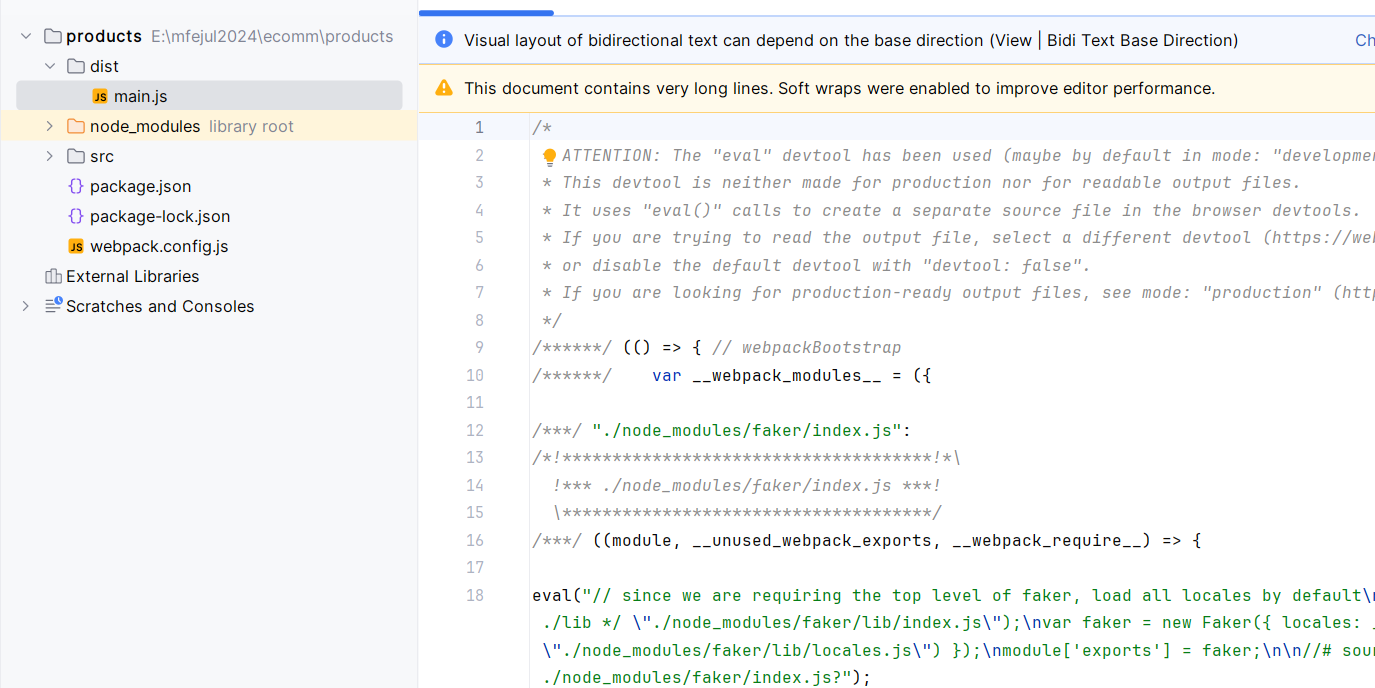 products E:\mfejul2024\ecomm\products
dist
JS main.js
node_modules library root
src
{} package.json
{} package-lock.json
JS webpack.config.js
External Libraries
Scratches and Consoles
Visual layout of bidirectional text can depend on the base direction (View | Bidi Text Base Direction) Ch
This document contains very long lines. Soft wraps were enabled to improve editor performance.
1 /*
2 ATTENTION: The "eval" devtool has been used (maybe by default in mode: "developmen
3 * This devtool is neither made for production nor for readable output files.
4 * It uses "eval()" calls to create a separate source file in the browser devtools.
5 * If you are trying to read the output file, select a different devtool (https://web
6 * or disable the default devtool with "devtool: false".
7 * If you are looking for production-ready output files, see mode: "production" (http
8 */
9 /******/ (() => { // webpackBootstrap
10 /******/ var __webpack_modules__ = ({
11
12 /***/ "./node_modules/faker/index.js":
13 /*!*************************************!*\
14 !*** ./node_modules/faker/index.js ***!
15 \*************************************/
16 /***/ ((module, __unused_webpack_exports, __webpack_require__) => {
17
18 eval("// since we are requiring the top level of faker, load all locales by default\n
./lib */ \"./node_modules/faker/lib/index.js\");\nvar faker = new Faker({ locales: _
\"./node_modules/faker/lib/locales.js\") });\nmodule['exports'] = faker;\n\n//# sour
./node_modules/faker/index.js?");